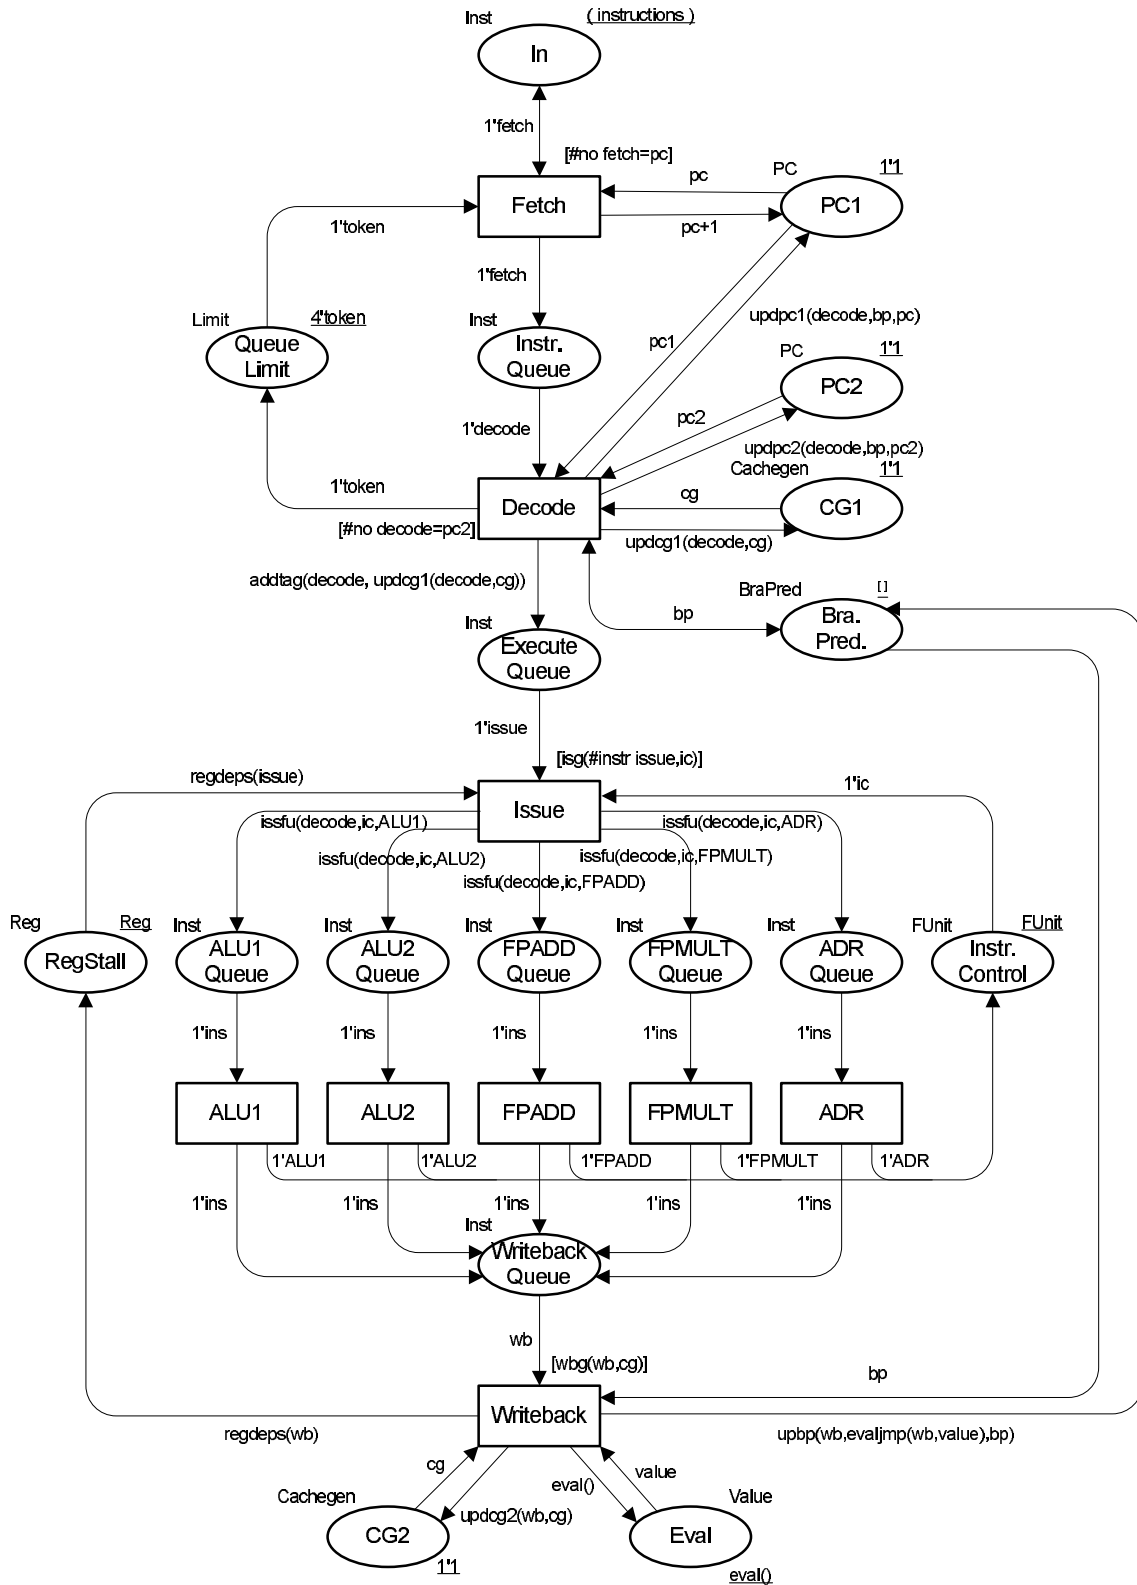 Inst
( instructions )
In
1'fetch
[#no fetch=pc]
pc
PC
1'1
Fetch
PC1
1'token
pc+1
1'fetch
Limit
4'token
Inst
updpc1(decode,bp,pc)
Queue
Limit
Instr.
Queue
pc1
PC
1'1
PC2
1'decode
pc2
updpc2(decode,bp,pc2)
Cachegen
1'1
1'token
cg
Decode
CG1
[#no decode=pc2]
updcg1(decode,cg)
addtag(decode, updcg1(decode,cg))
BraPred
[]
Inst
bp
Bra.
Pred.
Execute
Queue
1'issue
[isg(#instr issue,ic)]
regdeps(issue)
1'ic
Issue
issfu(decode,ic,ALU1)
issfu(decode,ic,ADR)
issfu(decode,ic,ALU2)
issfu(decode,ic,FPMULT)
issfu(decode,ic,FPADD)
Reg
Reg
Inst
Inst
Inst
Inst
Inst
FUnit
FUnit
RegStall
ALU1
Queue
ALU2
Queue
FPADD
Queue
FPMULT
Queue
ADR
Queue
Instr.
Control
1'ins
1'ins
1'ins
1'ins
1'ins
ALU1
ALU2
FPADD
FPMULT
ADR
1'ALU1
1'ALU2
1'FPADD
1'FPMULT
1'ADR
1'ins
1'ins
1'ins
1'ins
1'ins
Inst
Writeback
Queue
wb
[wbg(wb,cg)]
bp
Writeback
regdeps(wb)
upbp(wb,evaljmp(wb,value),bp)
cg
value
eval()
Cachegen
updcg2(wb,cg)
Value
CG2
Eval
1'1
eval()